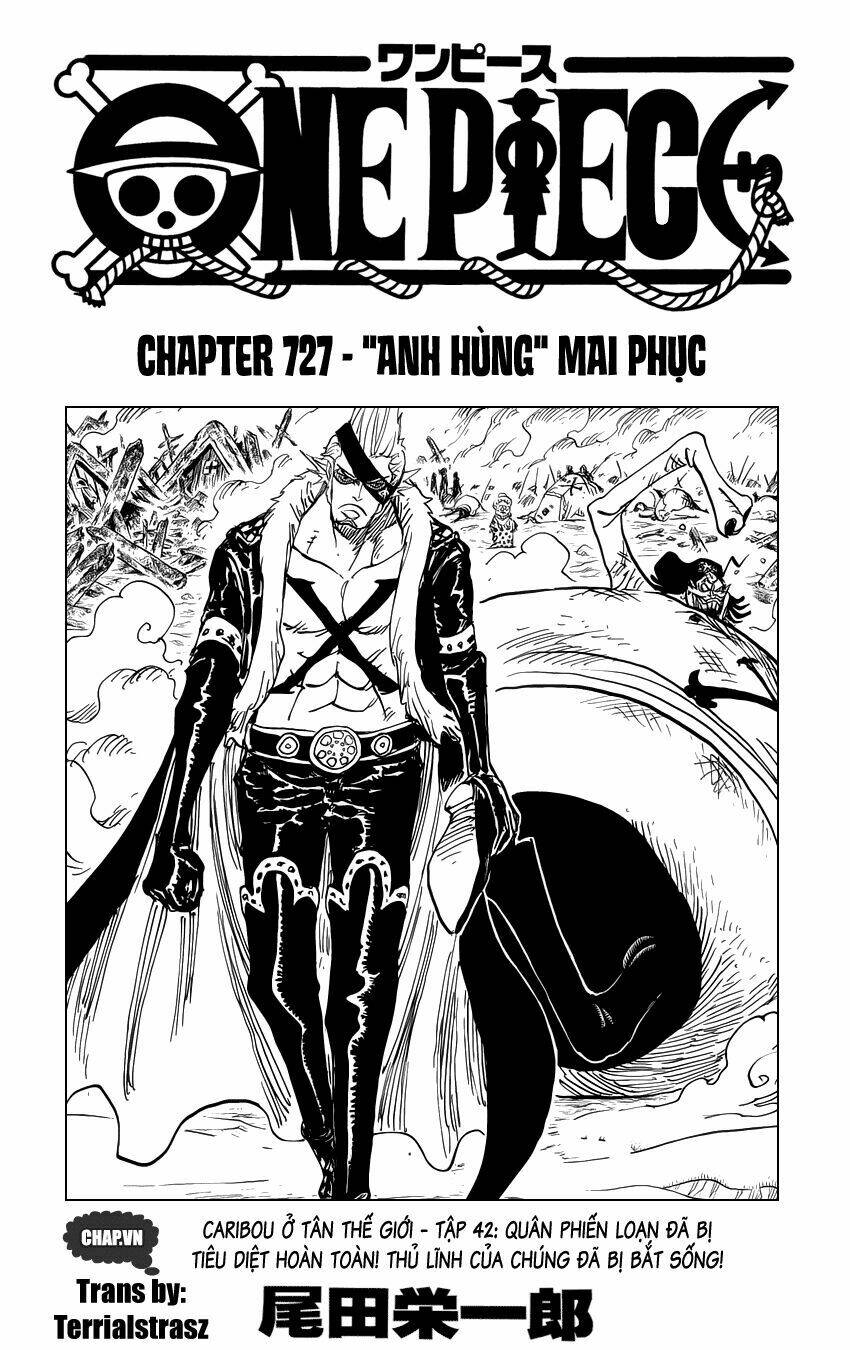 ワンピース
ONE PIECE
CHAPTER 727 - "ANH HÙNG" MAI PHỤC
CHAP.VN
CARIBOU Ở TÂN THẾ GIỚI - TẬP 42: QUÂN PHIẾN LOẠN ĐÃ BỊ
TIÊU DIỆT HOÀN TOÀN! THỦ LĨNH CỦA CHÚNG ĐÃ BỊ BẮT SỐNG!
Trans by:
Terrialstrasz
尾田栄一郎